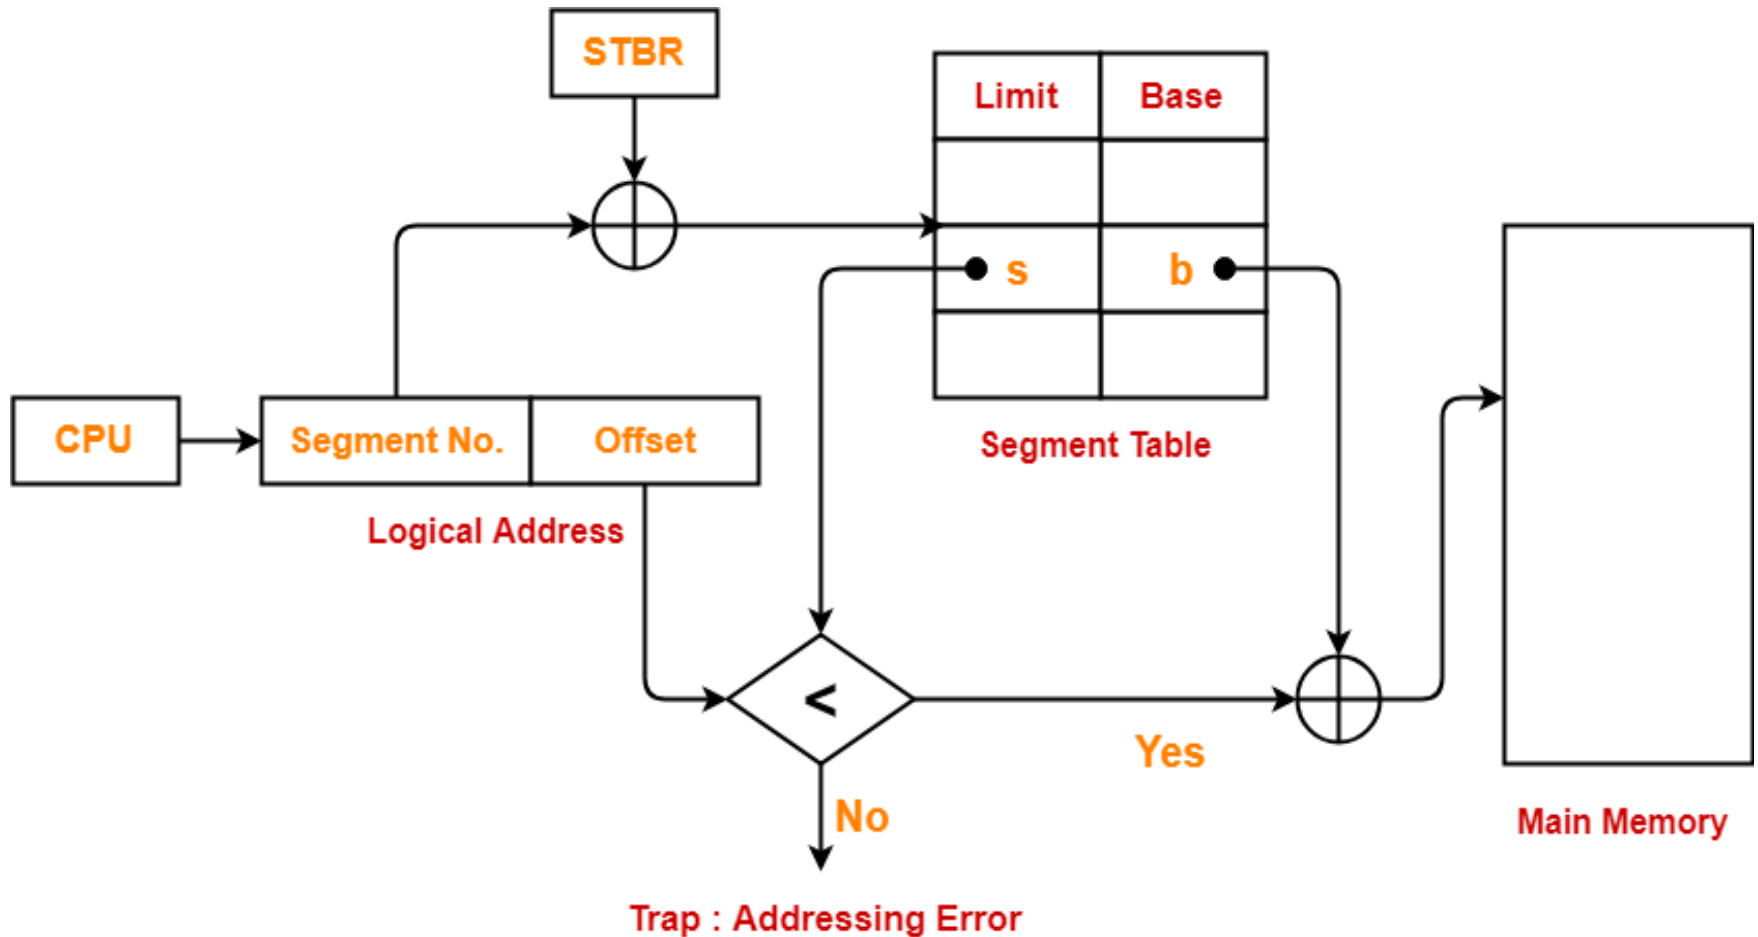 STBR
Limit Base
s b
CPU Segment No. Offset
Segment Table
Logical Address
<
Yes
No
Main Memory
Trap : Addressing Error